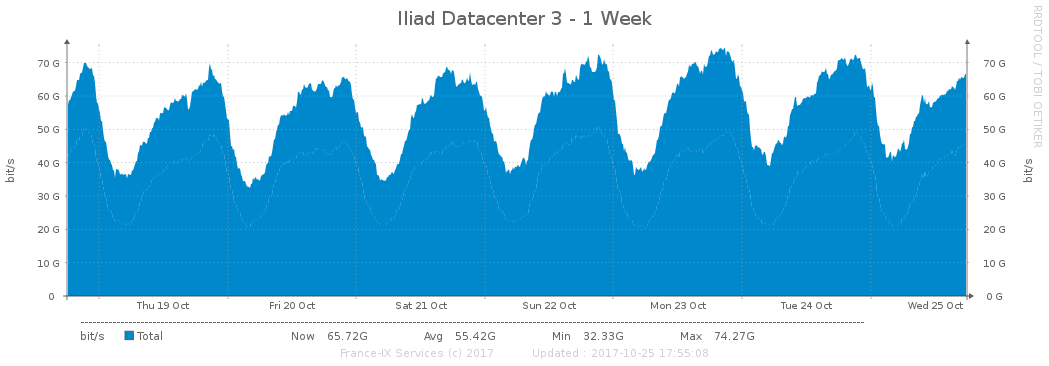 Iliad Datacenter 3 - 1 Week
RRDTOOL / TOBI OETIKER
bit/s
70 G 70 G
60 G 60 G
50 G 50 G
40 G 40 G
30 G 30 G
20 G 20 G
10 G 10 G
0 0 G
bit/s
Thu 19 Oct Fri 20 Oct Sat 21 Oct Sun 22 Oct Mon 23 Oct Tue 24 Oct Wed 25 Oct
bit/s Total Now 65.72G Avg 55.42G Min 32.33G Max 74.27G
France-IX Services (c) 2017 Updated : 2017-10-25 17:55:08